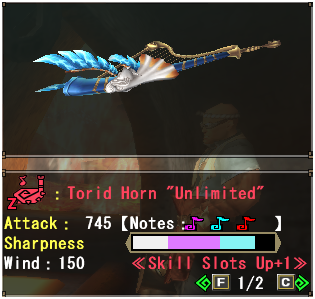 Z : Torid Horn "Unlimited"
Attack : 745 【Notes : 】
Sharpness
Wind : 150 ≪Skill Slots Up+1≫
F 1/2 C